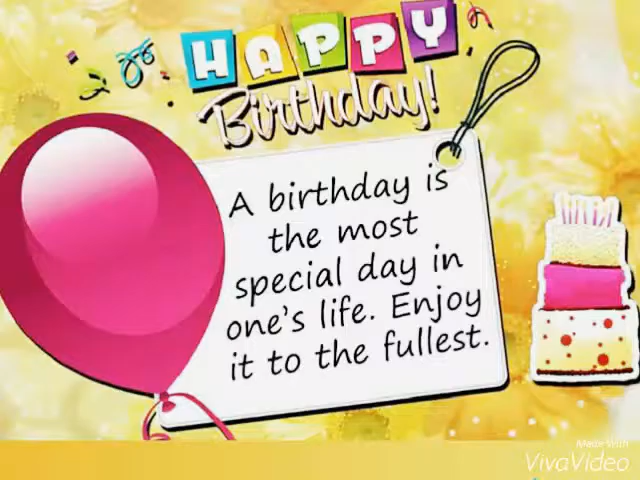 HAPPY
Birthday!
A birthday is
the most
special day in
one's life. Enjoy
it to the fullest.
Made With
VivaVideo